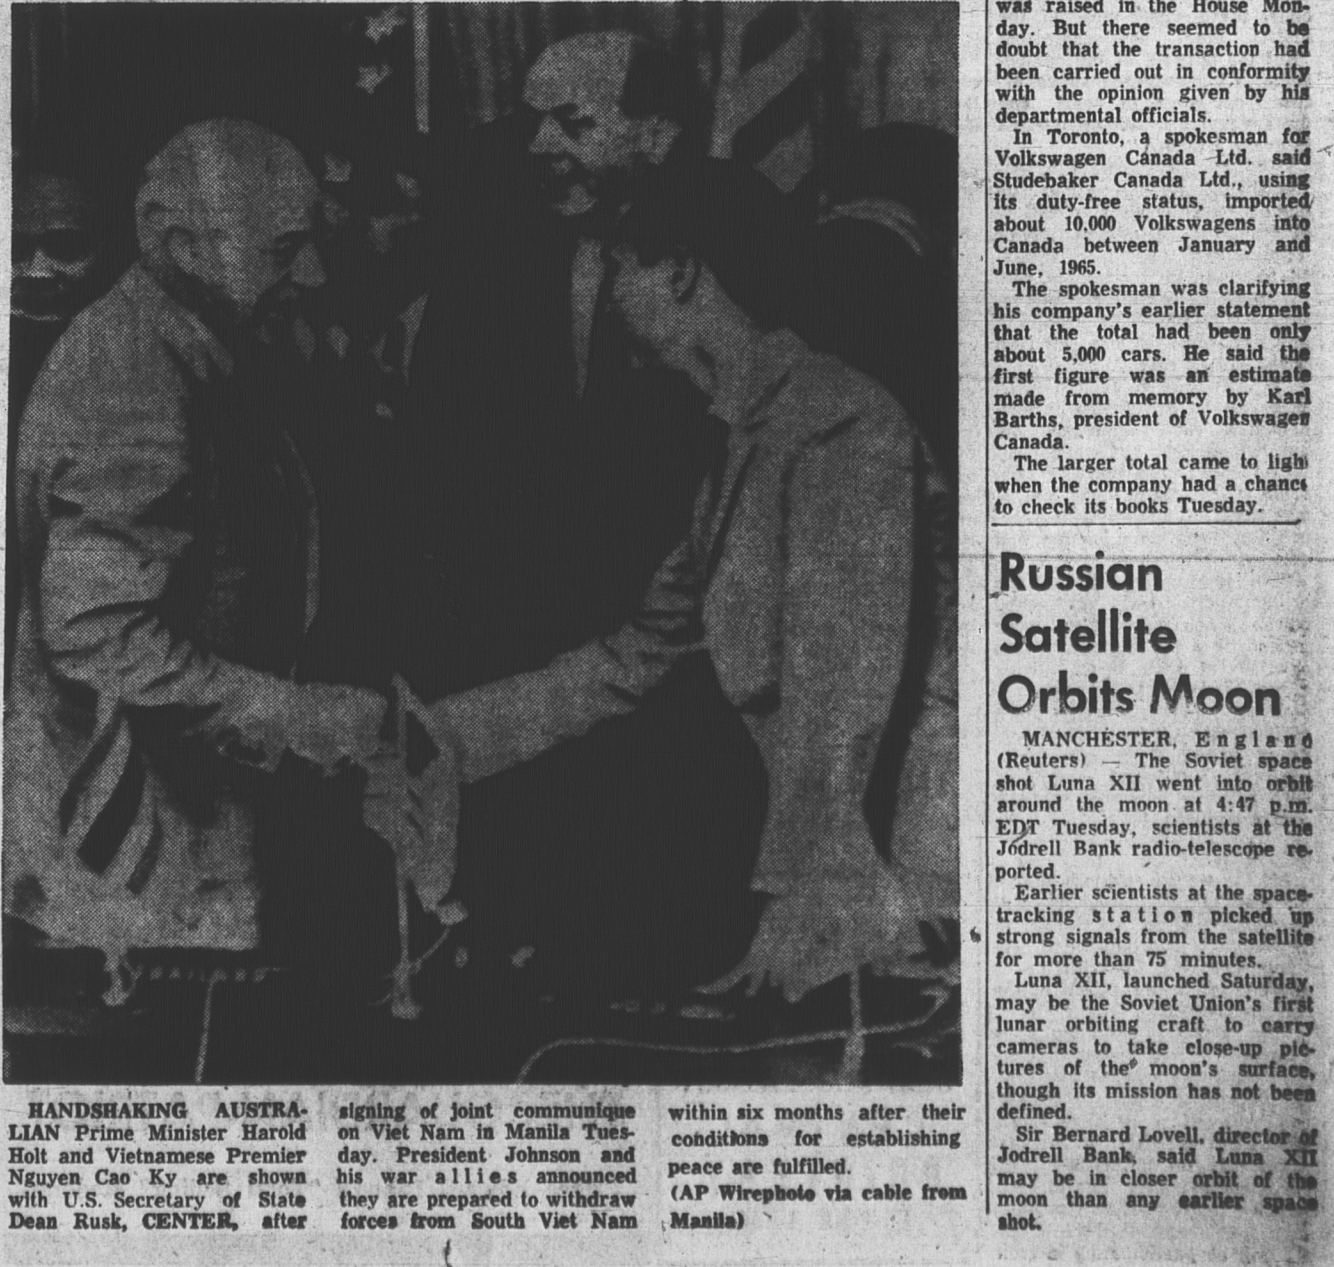 HANDSHAKING AUSTRA-
LIAN Prime Minister Harold
Holt and Vietnamese Premier
Nguyen Cao Ky are shown
with U.S. Secretary of State
Dean Rusk, CENTER, after
signing of joint communique
on Viet Nam in Manila Tues-
day. President Johnson and
his war allies announced
they are prepared to withdraw
forces from South Viet Nam
within six months after their
conditions for establishing
peace are fulfilled.
(AP Wirephoto via cable from
Manila)
was raised in the House Mon-
day. But there seemed to be
doubt that the transaction had
been carried out in conformity
with the opinion given by his
departmental officials.
In Toronto, a spokesman for
Volkswagen Canada Ltd. said
Studebaker Canada Ltd., using
its duty-free status, imported
about 10,000 Volkswagens into
Canada between January and
June, 1965.
The spokesman was clarifying
his company's earlier statement
that the total had been only
about 5,000 cars. He said the
first figure was an estimate
made from memory by Karl
Barths, president of Volkswagen
Canada.
The larger total came to light
when the company had a chance
to check its books Tuesday.
Russian
Satellite
Orbits Moon
MANCHESTER, England
(Reuters) — The Soviet space
shot Luna XII went into orbit
around the moon at 4:47 p.m.
EDT Tuesday, scientists at the
Jodrell Bank radio-telescope re-
ported.
Earlier scientists at the space-
tracking station picked up
strong signals from the satellite
for more than 75 minutes.
Luna XII, launched Saturday,
may be the Soviet Union's first
lunar orbiting craft to carry
cameras to take close-up pic-
tures of the moon's surface,
though its mission has not been
defined.
Sir Bernard Lovell, director of
Jodrell Bank, said Luna XII
may be in closer orbit of the
moon than any earlier space
shot.